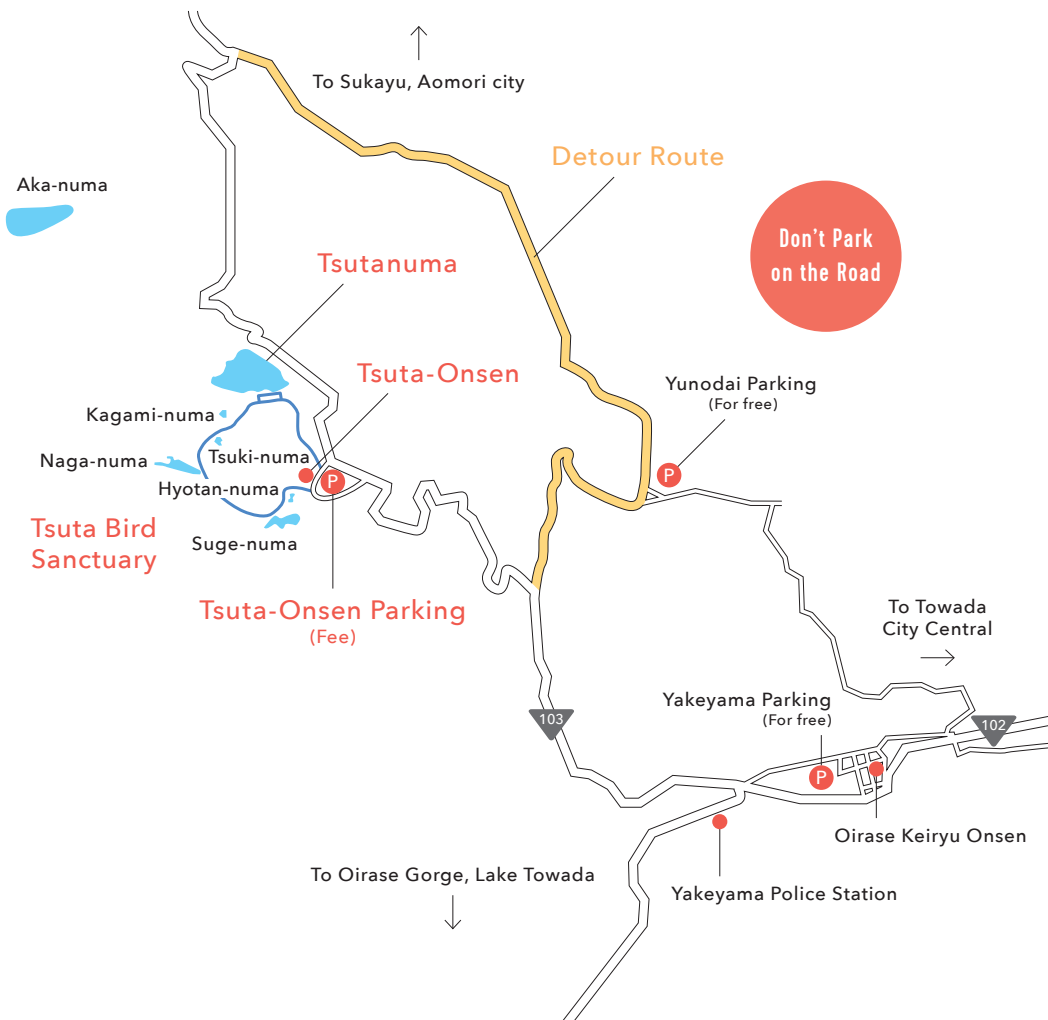 To Sukayu, Aomori city
Detour Route
Aka-numa
Don't Park
on the Road
Tsutanuma
Tsuta-Onsen
Yunodai Parking
(For free)
Kagami-numa
Tsuki-numa
Naga-numa
P
P
Hyotan-numa
Tsuta Bird
Sanctuary
Suge-numa
Tsuta-Onsen Parking
(Fee)
To Towada
City Central
Yakeyama Parking
(For free)
103
102
P
Oirase Keiryu Onsen
To Oirase Gorge, Lake Towada
Yakeyama Police Station